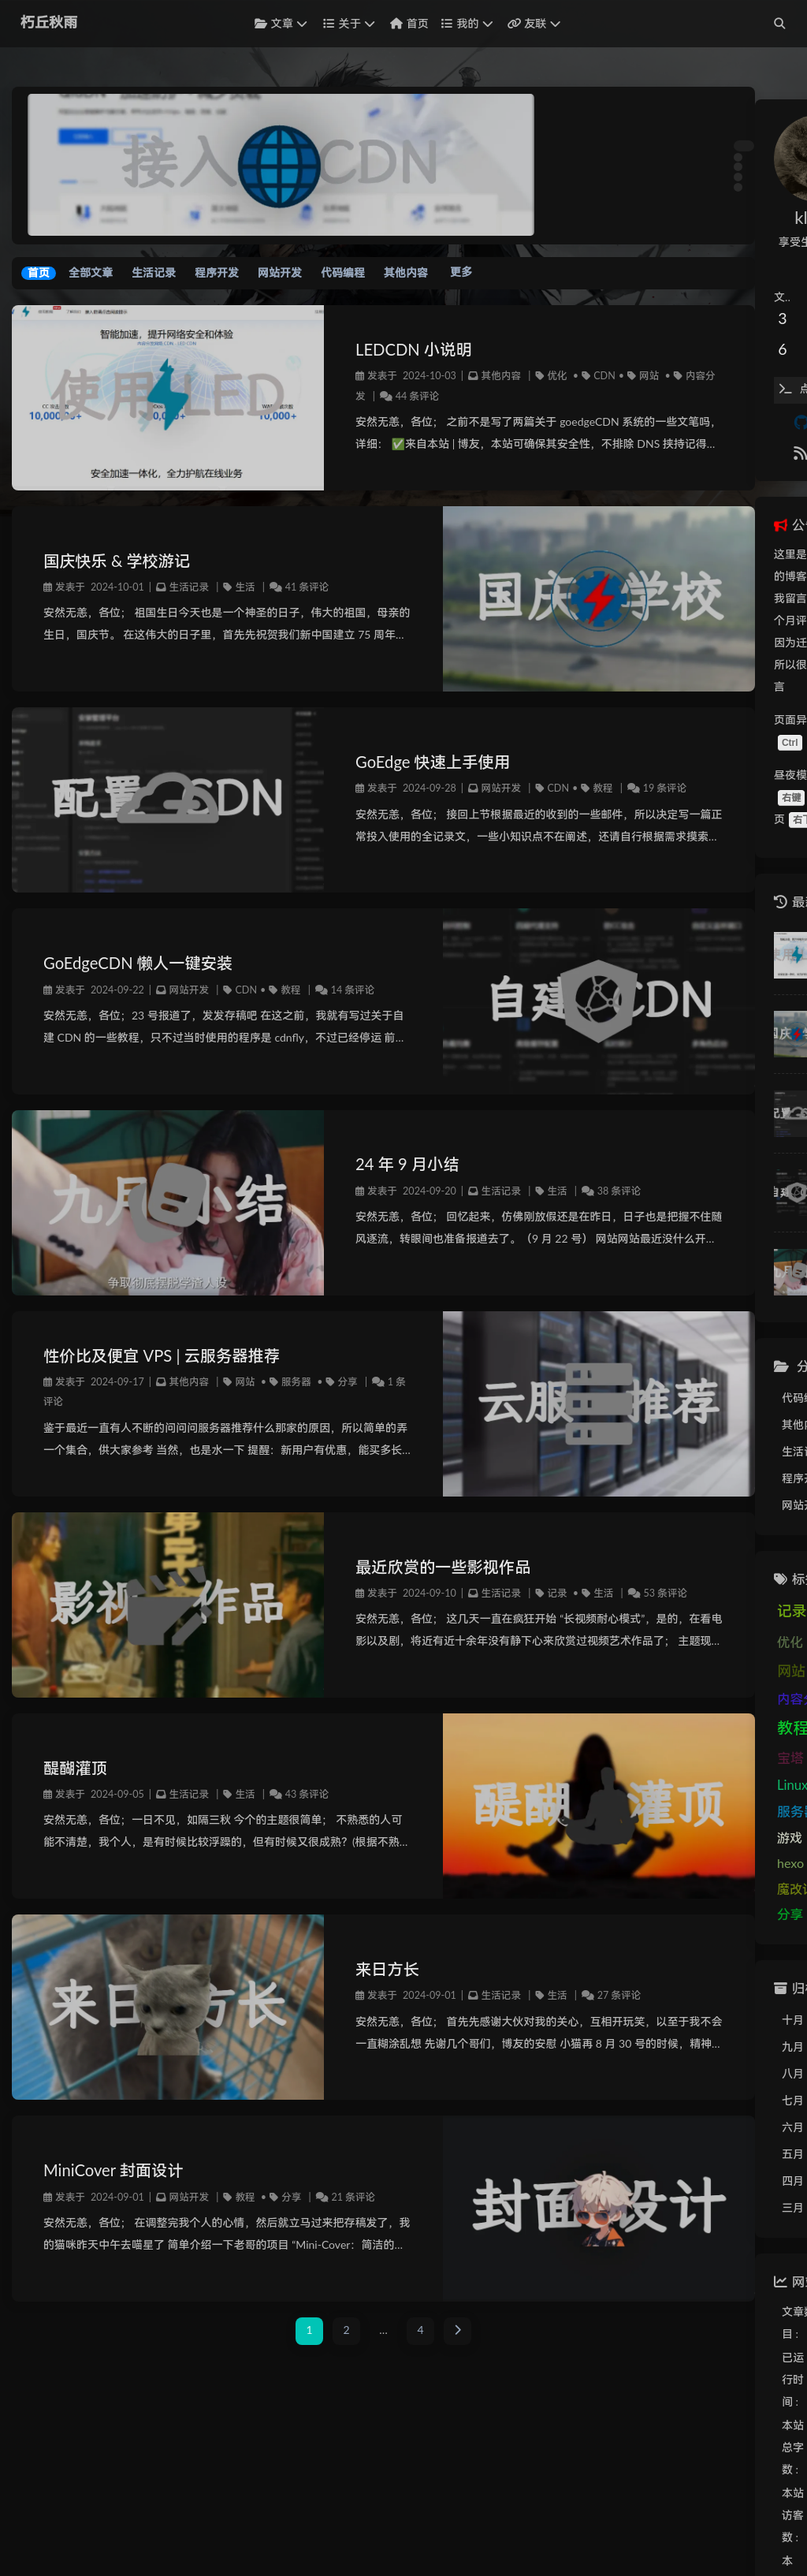 朽丘秋雨
文章
关于
首页
我的
友联
接入 CDN
首页 全部文章 生活记录 程序开发 网站开发 代码编程 其他内容 更多
智能加速，提升网络安全和体验
使用 LED
安全加速一体化，全力护航在线业务
LEDCDN 小说明
发表于 2024-10-03 | 其他内容 | 优化 • CDN • 网站 • 内容分
发 | 44 条评论
安然无恙，各位； 之前不是写了两篇关于 goedgeCDN 系统的一些文笔吗，
详细： ✅来自本站 | 博友，本站可确保其安全性，不排除 DNS 挟持记得...
国庆快乐 & 学校游记
发表于 2024-10-01 | 生活记录 | 生活 | 41 条评论
安然无恙，各位； 祖国生日今天也是一个神圣的日子，伟大的祖国，母亲的
生日，国庆节。 在这伟大的日子里，首先先祝贺我们新中国建立 75 周年...
国庆 学校
配置 CDN
GoEdge 快速上手使用
发表于 2024-09-28 | 网站开发 | CDN • 教程 | 19 条评论
安然无恙，各位； 接回上节根据最近的收到的一些邮件，所以决定写一篇正
常投入使用的全记录文，一些小知识点不在阐述，还请自行根据需求摸索...
GoEdgeCDN 懒人一键安装
发表于 2024-09-22 | 网站开发 | CDN • 教程 | 14 条评论
安然无恙，各位；23 号报道了，发发存稿吧 在这之前，我就有写过关于自
建 CDN 的一些教程，只不过当时使用的程序是 cdnfly，不过已经停运 前...
自建 CDN
九月 小结
争取彻底摆脱学渣人设
24 年 9 月小结
发表于 2024-09-20 | 生活记录 | 生活 | 38 条评论
安然无恙，各位； 回忆起来，仿佛刚放假还是在昨日，日子也是把握不住随
风逐流，转眼间也准备报道去了。（9 月 22 号） 网站网站最近没什么开...
性价比及便宜 VPS | 云服务器推荐
发表于 2024-09-17 | 其他内容 | 网站 • 服务器 • 分享 | 1 条
评论
鉴于最近一直有人不断的问问问服务器推荐什么那家的原因，所以简单的弄
一个集合，供大家参考 当然，也是水一下 提醒：新用户有优惠，能买多长...
云服 推荐
影视 作品
最近欣赏的一些影视作品
发表于 2024-09-10 | 生活记录 | 记录 • 生活 | 53 条评论
安然无恙，各位； 这几天一直在疯狂开始 “长视频耐心模式”，是的，在看电
影以及剧，将近有近十余年没有静下心来欣赏过视频艺术作品了； 主题现...
醍醐灌顶
发表于 2024-09-05 | 生活记录 | 生活 | 43 条评论
安然无恙，各位；一日不见，如隔三秋 今个的主题很简单； 不熟悉的人可
能不清楚，我个人，是有时候比较浮躁的，但有时候又很成熟？(根据不熟...
醍醐 灌顶
来日 方长
来日方长
发表于 2024-09-01 | 生活记录 | 生活 | 27 条评论
安然无恙，各位； 首先先感谢大伙对我的关心，互相开玩笑，以至于我不会
一直糊涂乱想 先谢几个哥们，博友的安慰 小猫再 8 月 30 号的时候，精神...
MiniCover 封面设计
发表于 2024-09-01 | 网站开发 | 教程 • 分享 | 21 条评论
安然无恙，各位； 在调整完我个人的心情，然后就立马过来把存稿发了，我
的猫咪昨天中午去喵星了 简单介绍一下老哥的项目 “Mini-Cover：简洁的...
封面 设计
1 2 ... 4
享受生
文..
3
6
点
公
这里是
的博客
我留言
个月评
因为迁
所以很
言
页面异
Ctrl
昼夜模
右键
页 右下
最
分
代码编
其他内
生活记
程序开
网站开
标
记录
优化
网站
内容分
教程
宝塔
Linux
服务器
游戏
hexo
魔改记
分享
归
十月
九月
八月
七月
六月
五月
四月
三月
网
文章数
目 :
已运
行时
间 :
本站
总字
数 :
本站
访客
数 :
本